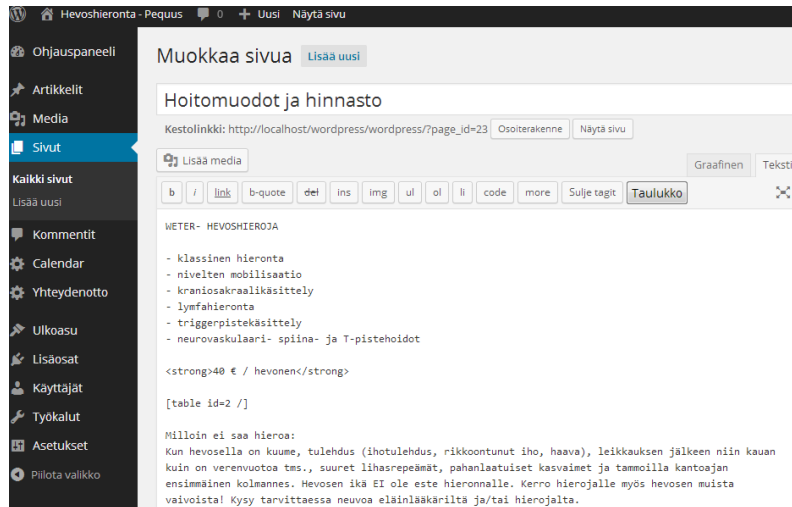 Hevoshieronta - Pequus 0 + Uusi Näytä sivu
Ohjauspaneeli
Artikkelit
Media
Sivut
Kaikki sivut
Lisää uusi
Kommentit
Calendar
Yhteydenotto
Ulkoasu
Lisäosat
Käyttäjät
Työkalut
Asetukset
Piilota valikko
Muokkaa sivua Lisää uusi
Hoitomuodot ja hinnasto
Kestolinkki: http://localhost/wordpress/wordpress/?page_id=23 Osoiterakenne Näytä sivu
Lisää media
Graafinen Teksti
b i link b-quote del ins img ul ol li code more Sulje tagit Taulukko
WETER- HEVOSHIEROJA
- klassinen hieronta
- nivelten mobilisaatio
- kraniosakraalikäsittely
- lymfahieronta
- triggerpistekäsittely
- neurovaskulaari- spiina- ja T-pistehoidot
<strong>40 € / hevonen</strong>
[table id=2 /]
Milloin ei saa hieroa:
Kun hevosella on kuume, tulehdus (ihotulehdus, rikkoontunut iho, haava), leikkauksen jälkeen niin kauan
kuin on verenvuotoa tms., suuret lihasrepeämät, pahanlaatuiset kasvaimet ja tammoilla kantoajan
ensimmäinen kolmannes. Hevosen ikä EI ole este hieronnalle. Kerro hierojalle myös hevosen muista
vaivoista! Kysy tarvittaessa neuvoa eläinlääkäriltä ja/tai hierojalta.